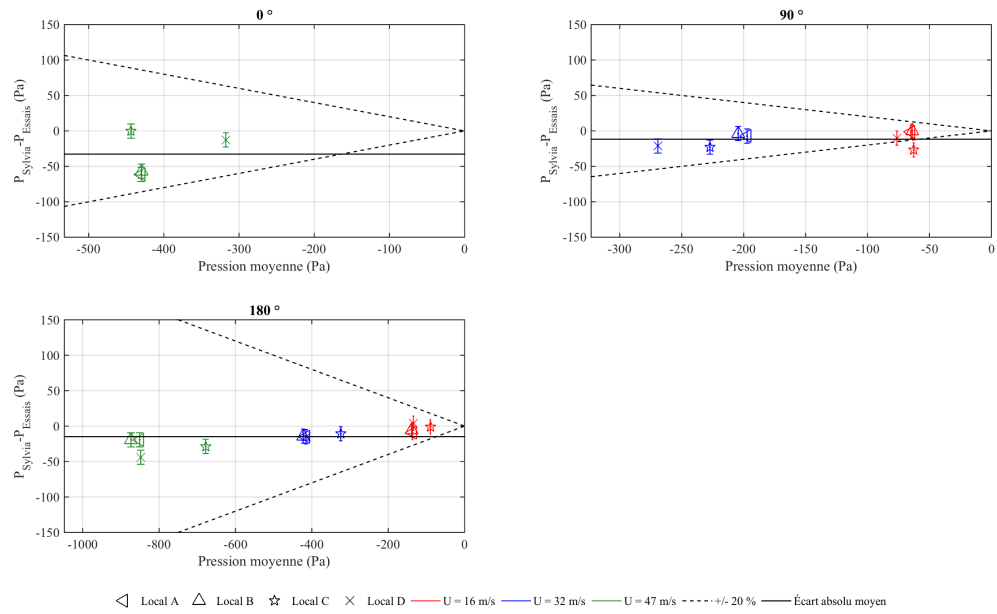 0 °
150
100
50
0
-50
-100
-150
P_Sylvia-P_Essais (Pa)
-500 -400 -300 -200 -100 0
Pression moyenne (Pa)
90 °
150
100
50
0
-50
-100
-150
P_Sylvia-P_Essais (Pa)
-300 -250 -200 -150 -100 -50 0
Pression moyenne (Pa)
180 °
150
100
50
0
-50
-100
-150
P_Sylvia-P_Essais (Pa)
-1000 -800 -600 -400 -200 0
Pression moyenne (Pa)
Local A Local B Local C Local D U = 16 m/s U = 32 m/s U = 47 m/s +/- 20 % Écart absolu moyen